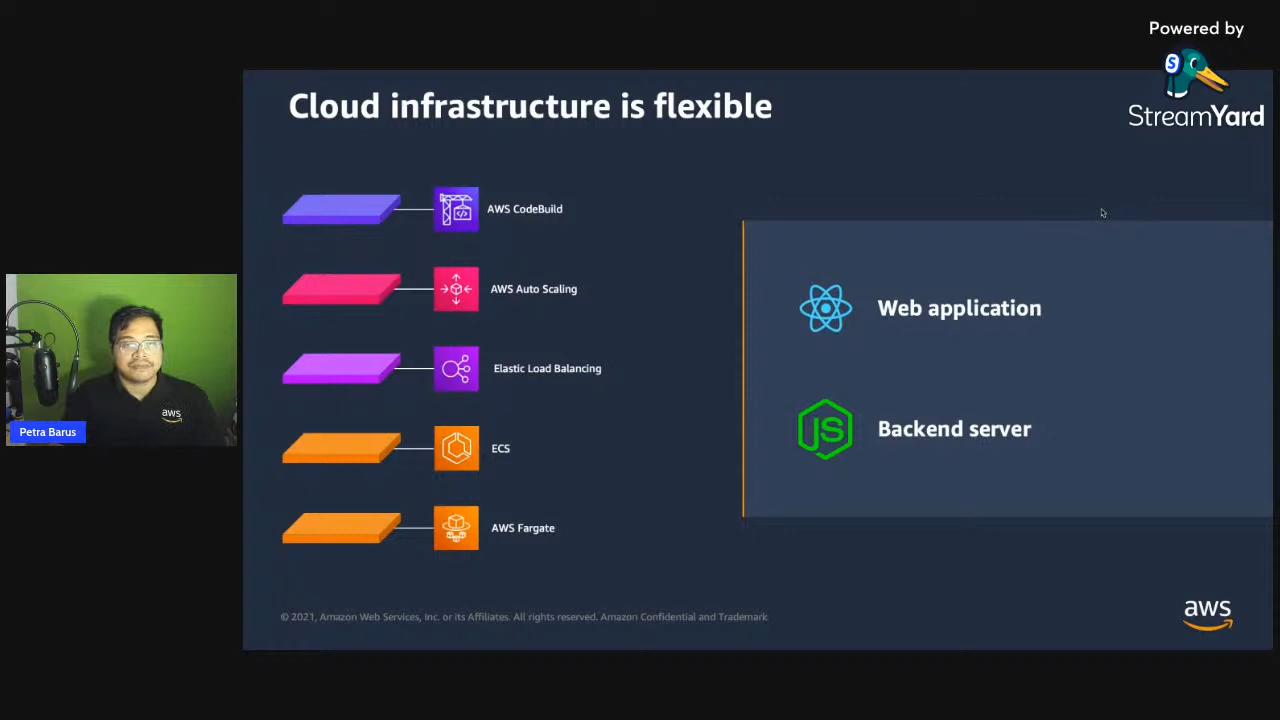 Powered by
StreamYard
Cloud infrastructure is flexible
AWS CodeBuild
AWS Auto Scaling
Elastic Load Balancing
ECS
AWS Fargate
Web application
JS
Backend server
aws
Petra Barus
© 2021, Amazon Web Services, Inc. or its Affiliates. All rights reserved. Amazon Confidential and Trademark
aws